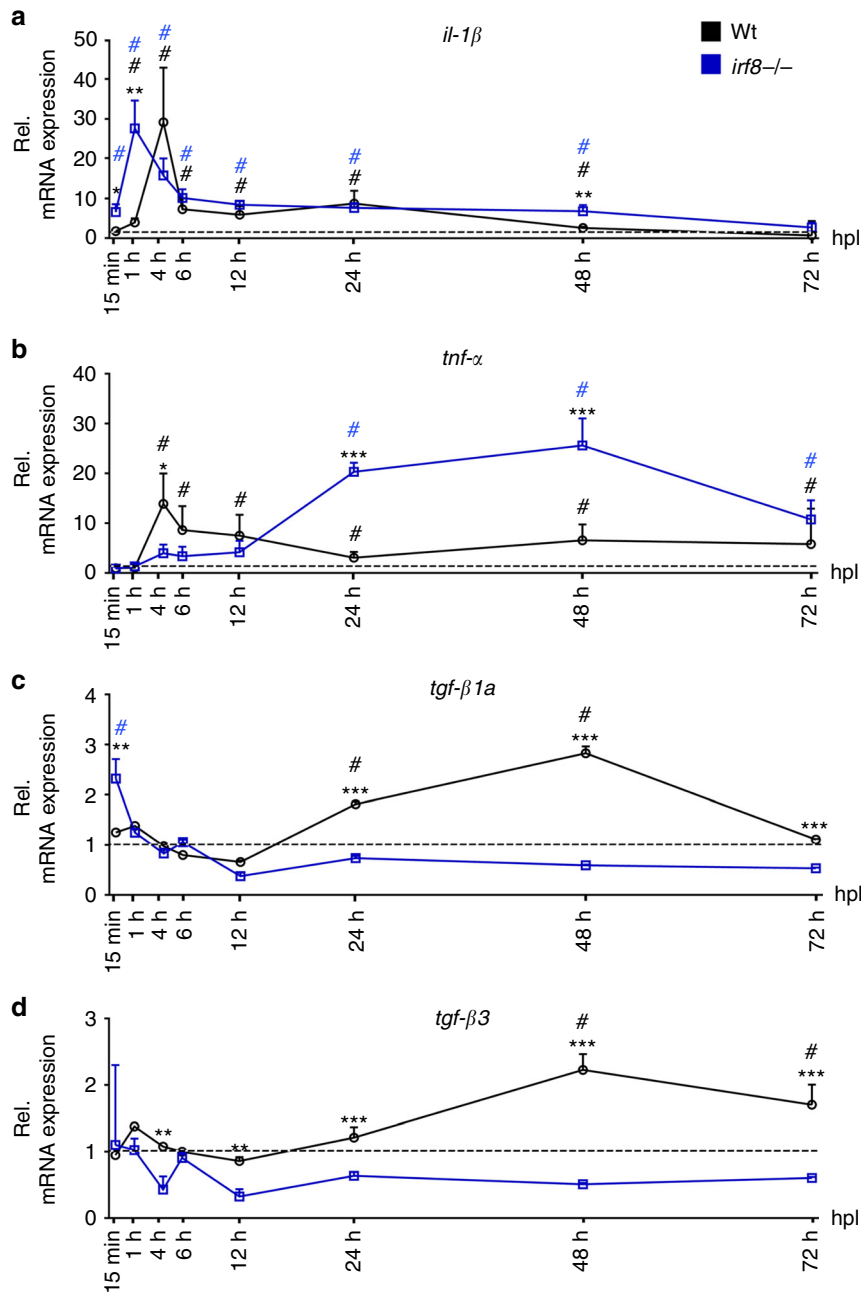 a
il-1β
Wt
irf8−/−
Rel.
mRNA expression
50
40
30
20
10
0
# # # # # # #
# # # # # #
* ** **
hpl
15 min 1 h 4 h 6 h 12 h 24 h 48 h 72 h
b
tnf-α
Rel.
mRNA expression
40
30
20
10
0
# # #
# # # # # #
* *** ***
15 min 1 h 4 h 6 h 12 h 24 h 48 h 72 h
c
tgf-β1a
Rel.
mRNA expression
4
3
2
1
0
# # #
** *** *** ***
hpl
15 min 1 h 4 h 6 h 12 h 24 h 48 h 72 h
d
tgf-β3
Rel.
mRNA expression
3
2
1
0
# #
** ** *** *** ***
hpl
15 min 1 h 4 h 6 h 12 h 24 h 48 h 72 h